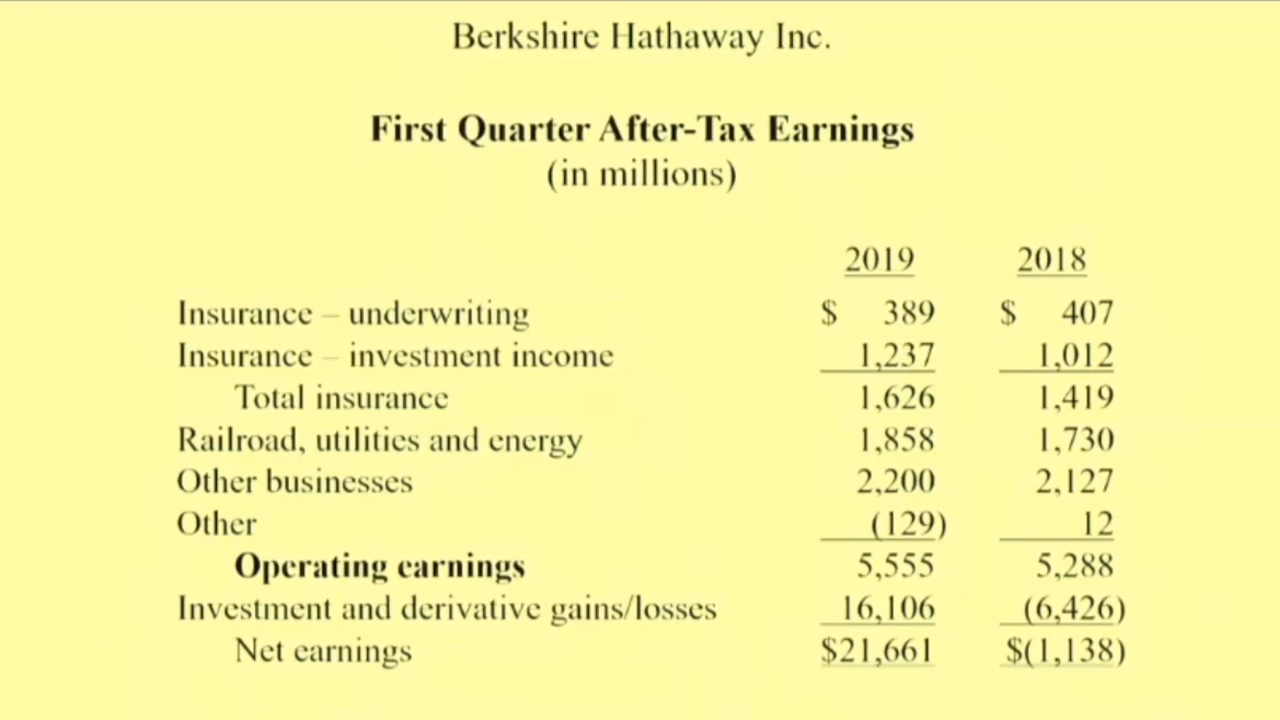 Berkshire Hathaway Inc.
First Quarter After-Tax Earnings
(in millions)
2019 2018
Insurance – underwriting $ 389 $ 407
Insurance – investment income 1,237 1,012
Total insurance 1,626 1,419
Railroad, utilities and energy 1,858 1,730
Other businesses 2,200 2,127
Other (129) 12
Operating earnings 5,555 5,288
Investment and derivative gains/losses 16,106 (6,426)
Net earnings $21,661 $(1,138)